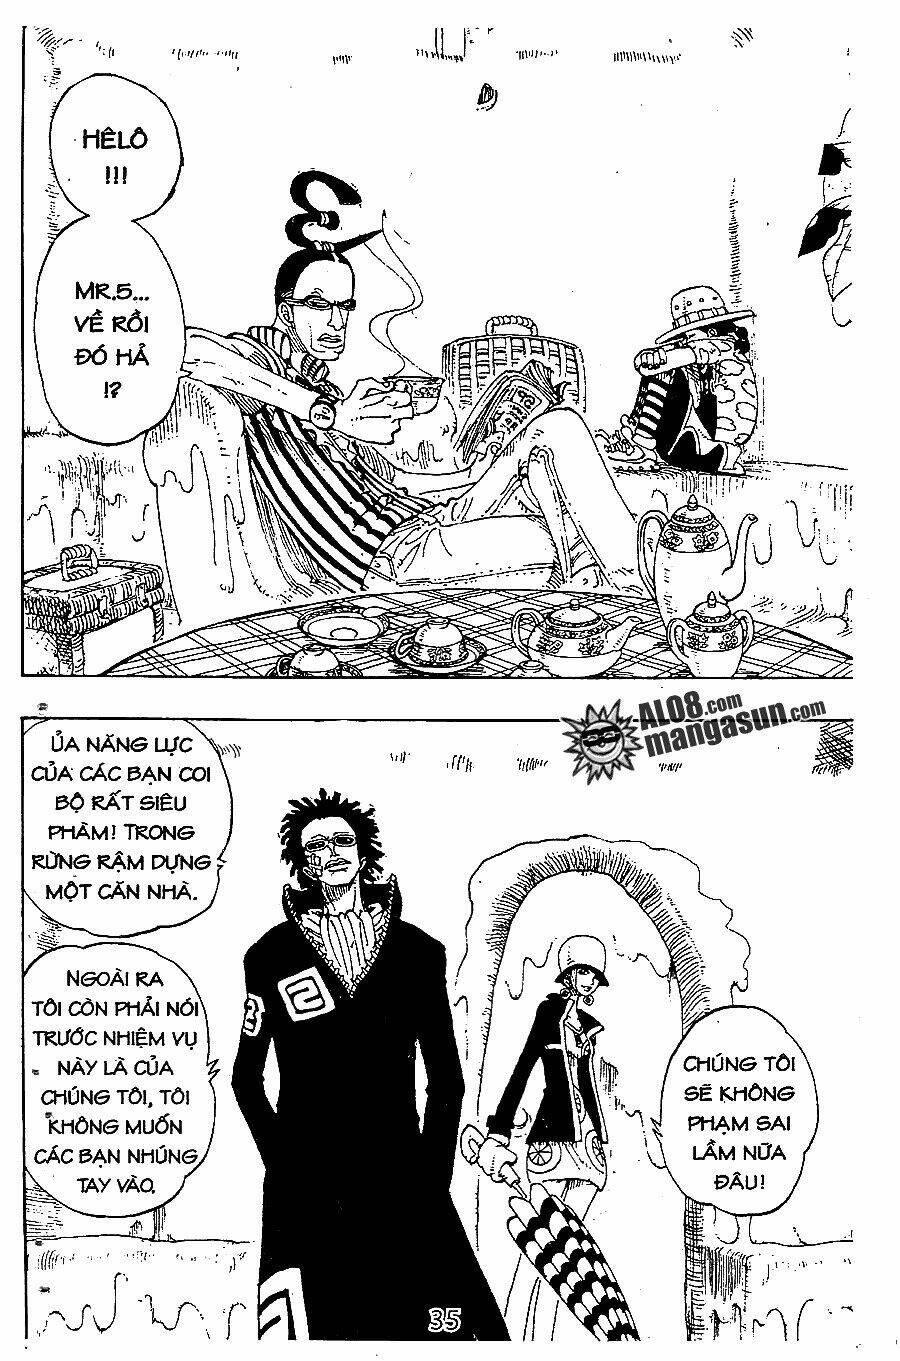 HÊLÔ
!!!
MR.5...
VỀ RỒI
ĐÓ HẢ
!?
AL08.com
mangasun.com
ỦA NĂNG LỰC
CỦA CÁC BẠN COI
BỘ RẤT SIÊU
PHÀM! TRONG
RỪNG RẬM DỰNG
MỘT CĂN NHÀ.
NGOÀI RA
TÔI CÒN PHẢI NÓI
TRƯỚC NHIỆM VỤ
NÀY LÀ CỦA
CHÚNG TÔI, TÔI
KHÔNG MUỐN
CÁC BẠN NHÚNG
TAY VÀO.
CHÚNG TÔI
SẼ KHÔNG
PHẠM SAI
LẦM NỮA
ĐÂU!
35